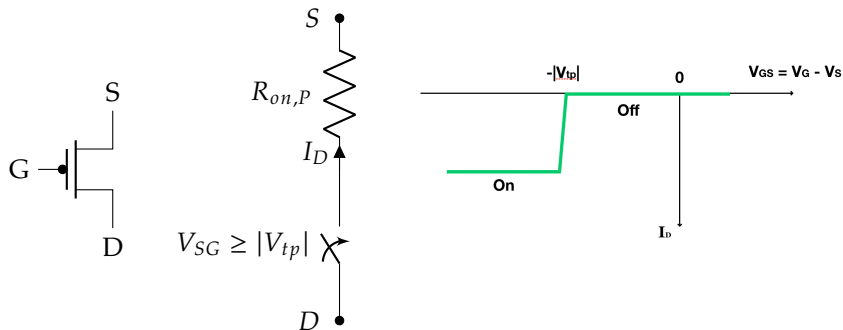 S
G
D
S
R_{on,P}
I_D
V_{SG} ≥ |V_{tp}|
D
-|V_{tp}|
0
V_{GS} = V_G - V_S
Off
On
I_D